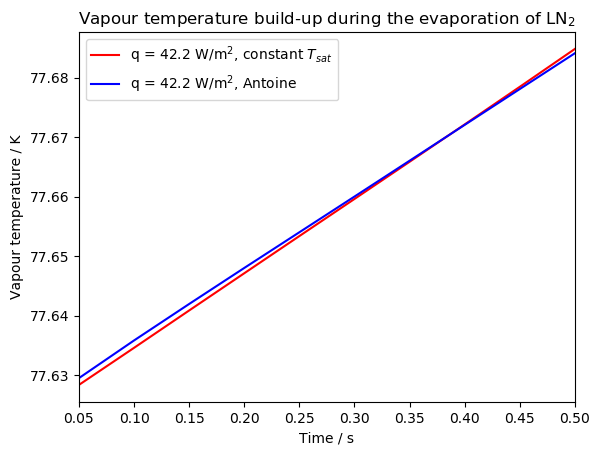 Vapour temperature build-up during the evaporation of LN₂
q = 42.2 W/m², constant T_sat
q = 42.2 W/m², Antoine
Vapour temperature / K
77.68
77.67
77.66
77.65
77.64
77.63
0.05 0.10 0.15 0.20 0.25 0.30 0.35 0.40 0.45 0.50
Time / s